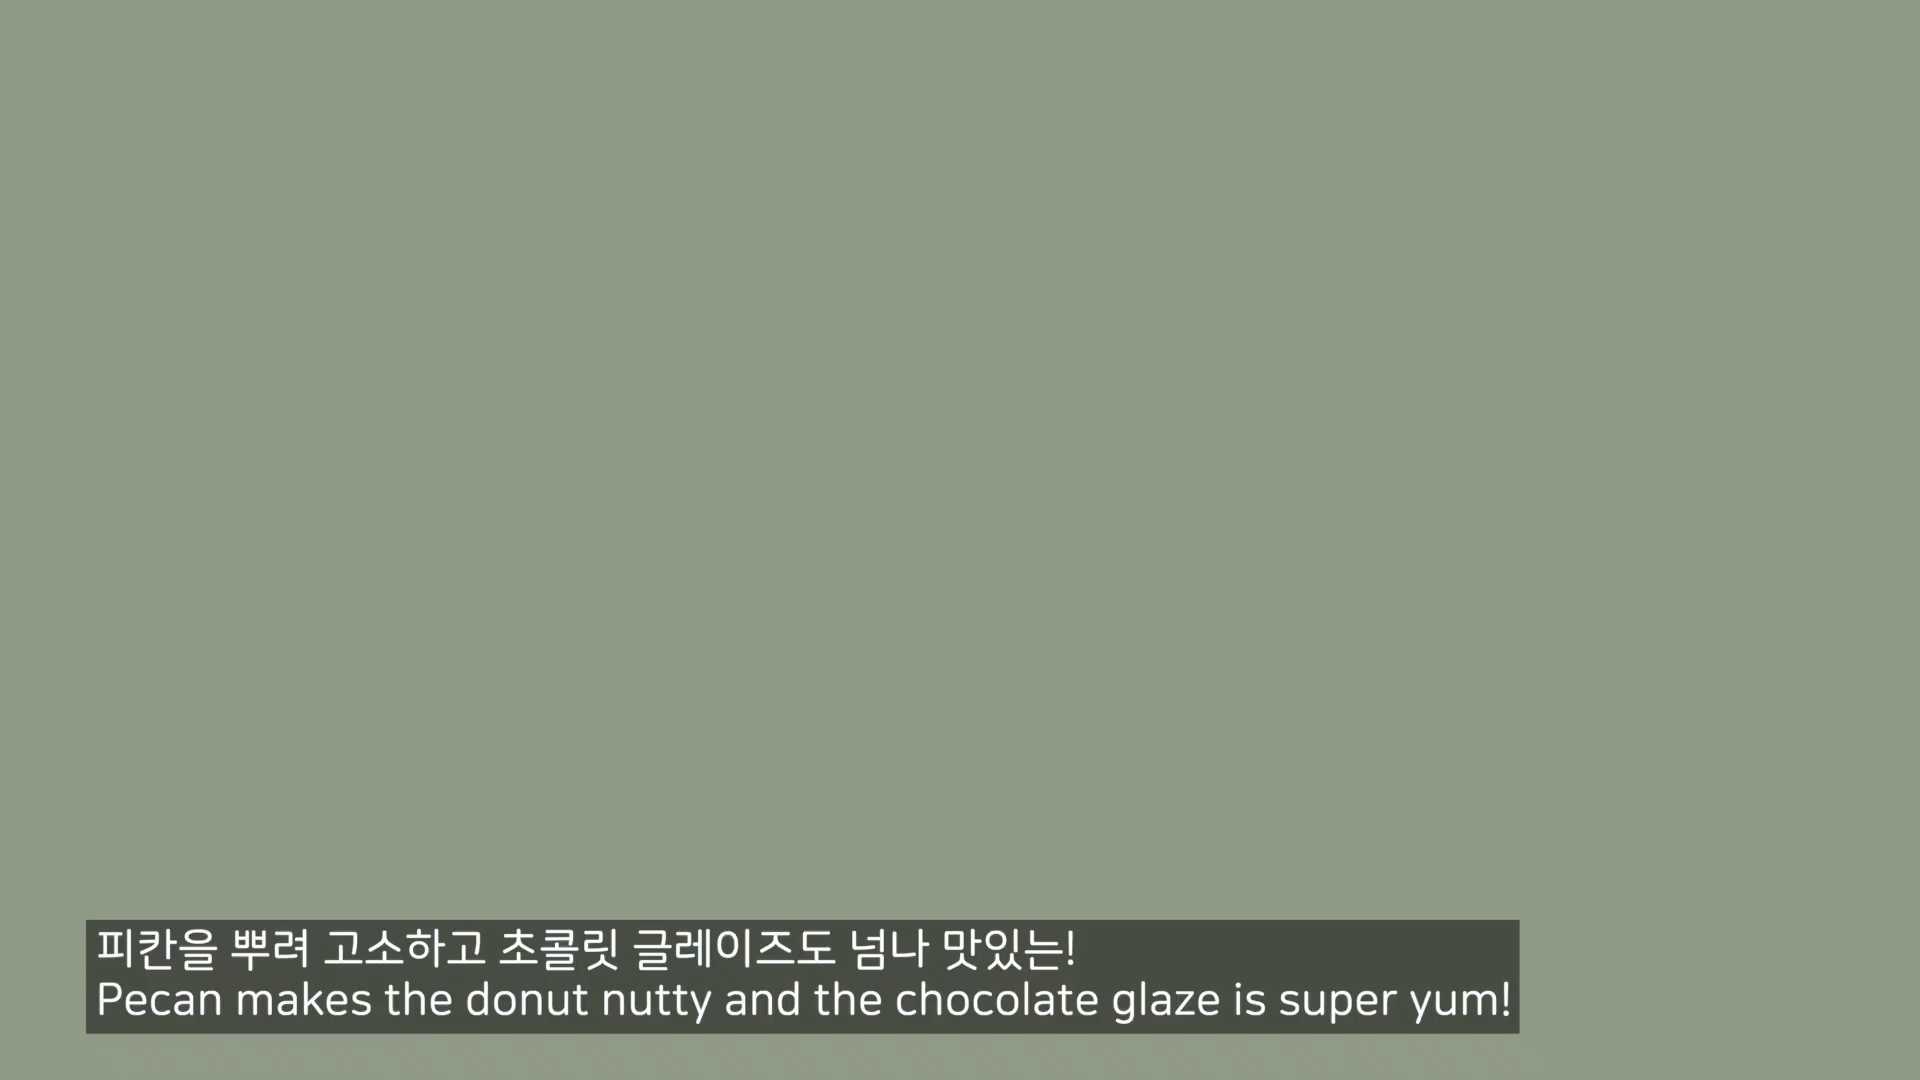 피칸을 뿌려 고소하고 초콜릿 글레이즈도 넘나 맛있는!
Pecan makes the donut nutty and the chocolate glaze is super yum!